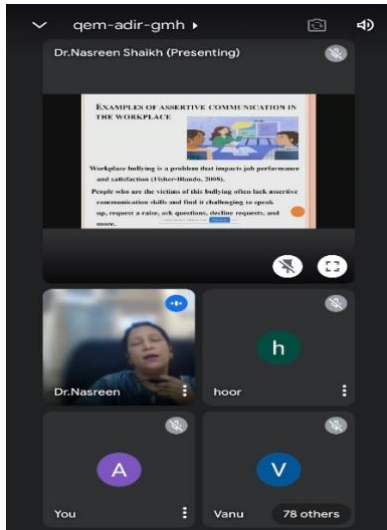 qem-adir-gmh
Dr.Nasreen Shaikh (Presenting)
EXAMPLES OF ASSERTIVE COMMUNICATION IN
THE WORKPLACE
Workplace bullying is a problem that impacts job performance
and satisfaction (Fisher-Blando, 2008).
People who are the victims of this bullying often lack assertive
communication skills and find it challenging to speak
up, request a raise, ask questions, decline requests, and
more.
Dr.Nasreen
h
hoor
A
You
V
Vanu
78 others